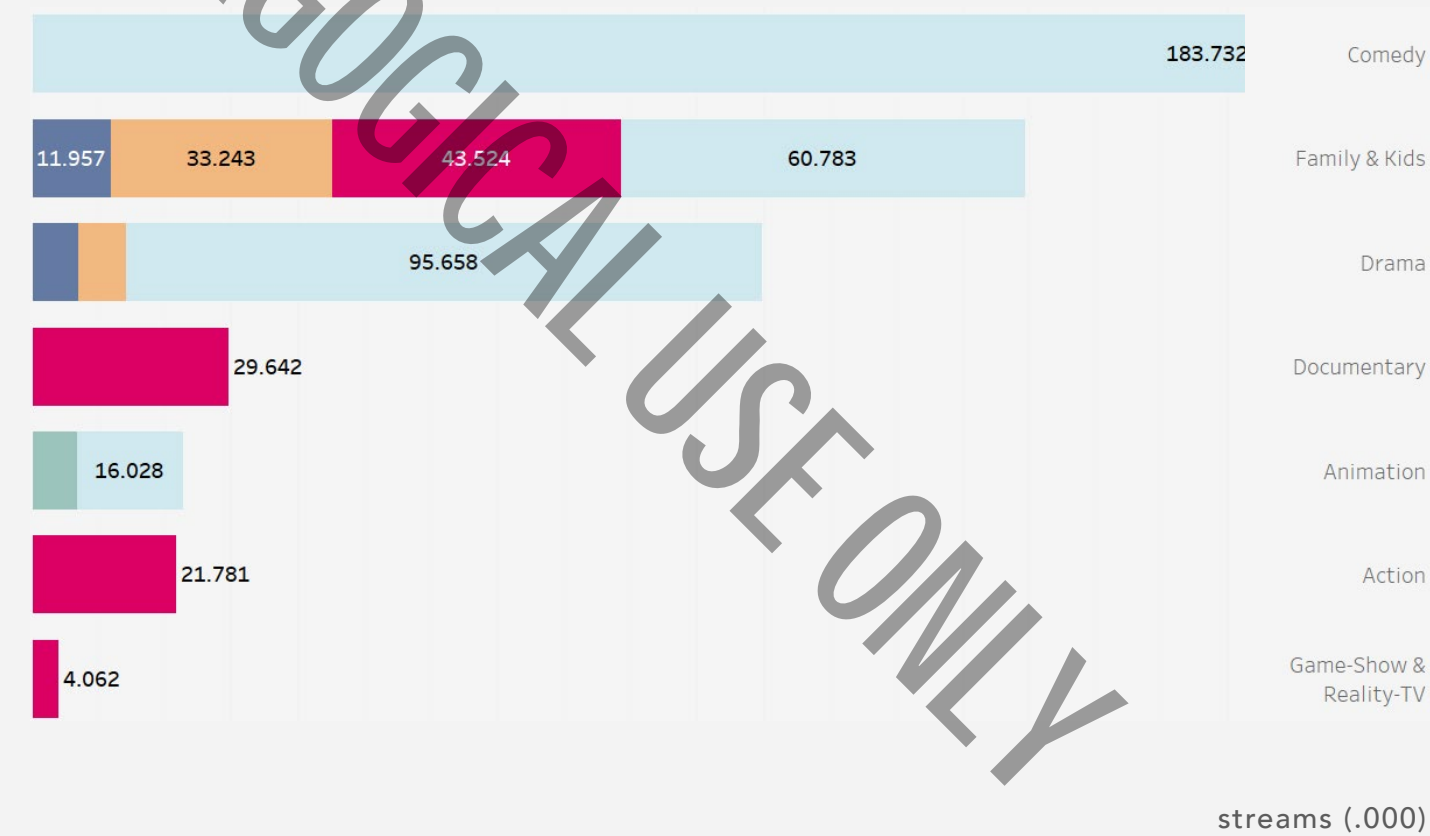 183.732 Comedy
11.957 33.243 43.524 60.783 Family & Kids
95.658 Drama
29.642 Documentary
16.028 Animation
21.781 Action
4.062 Game-Show &
Reality-TV
GOGICAL USE ONLY
streams (.000)